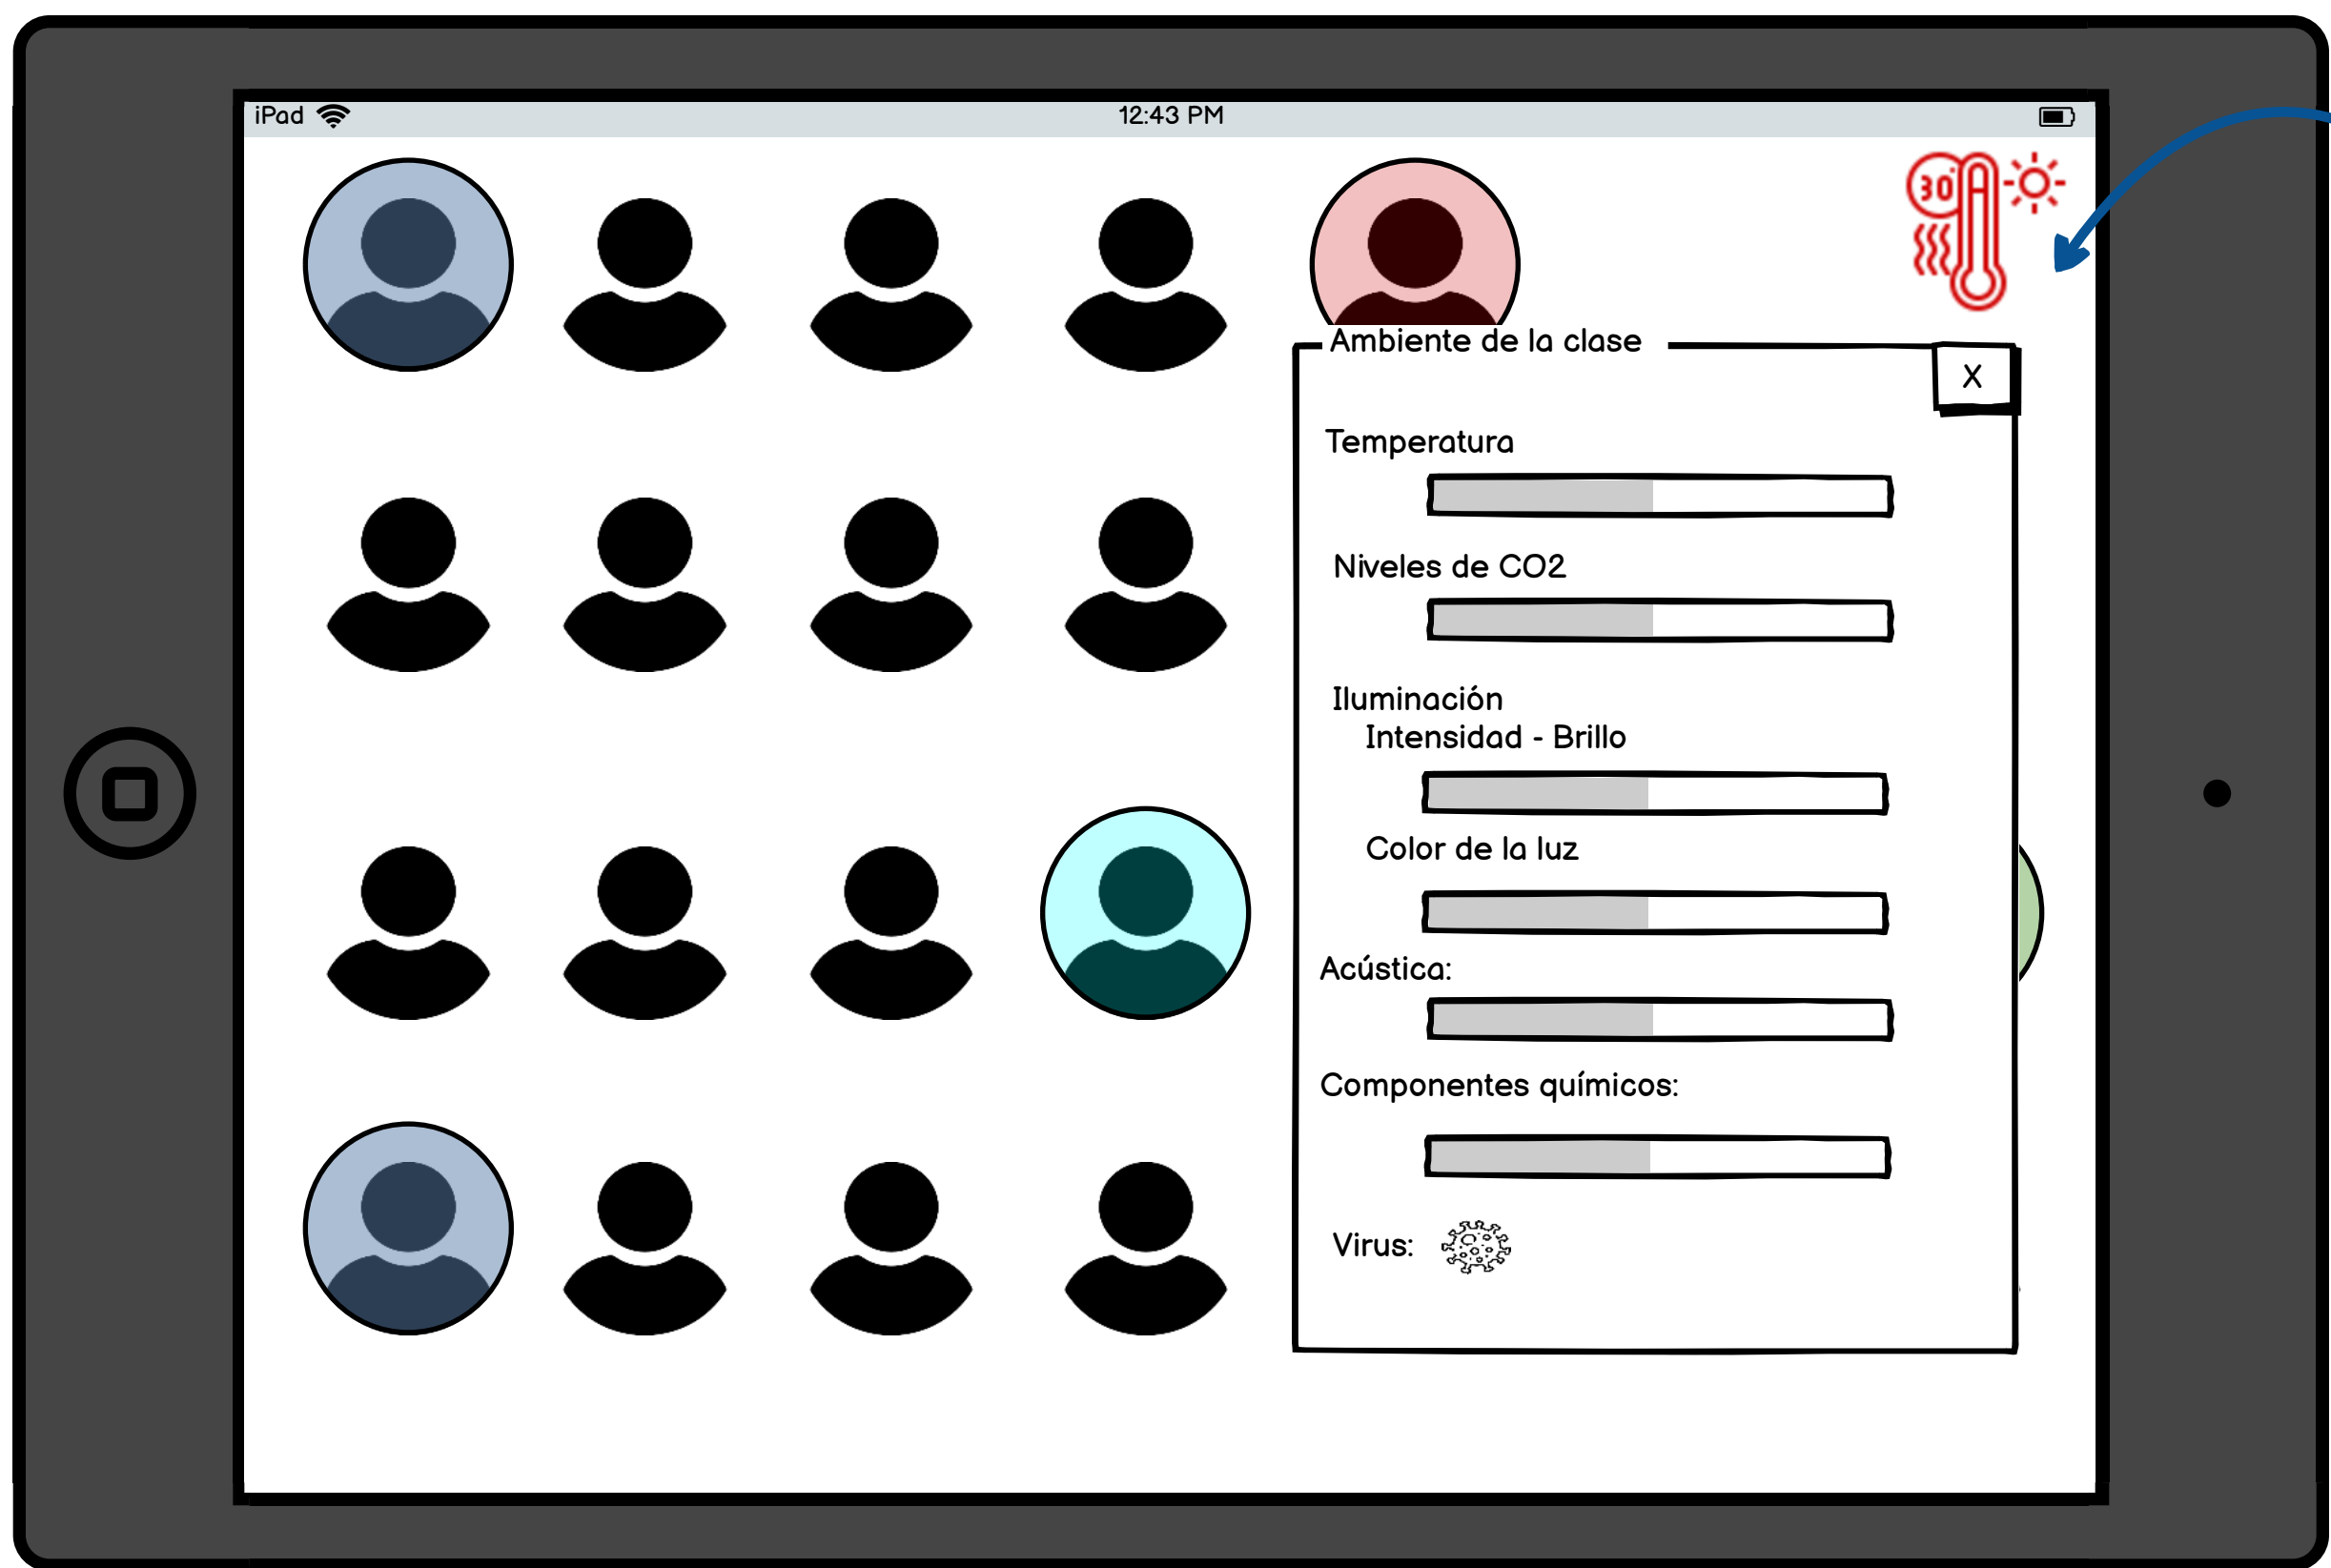 iPad
12:43 PM
30°
Ambiente de la clase
X
Temperatura
Niveles de CO2
Iluminación
Intensidad - Brillo
Color de la luz
Acústica:
Componentes químicos:
Virus: